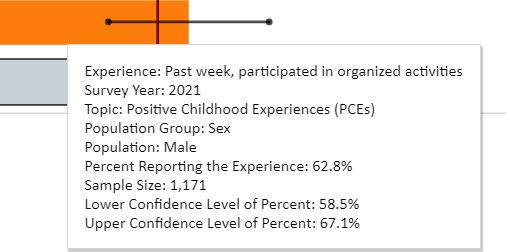 Experience: Past week, participated in organized activities
Survey Year: 2021
Topic: Positive Childhood Experiences (PCEs)
Population Group: Sex
Population: Male
Percent Reporting the Experience: 62.8%
Sample Size: 1,171
Lower Confidence Level of Percent: 58.5%
Upper Confidence Level of Percent: 67.1%